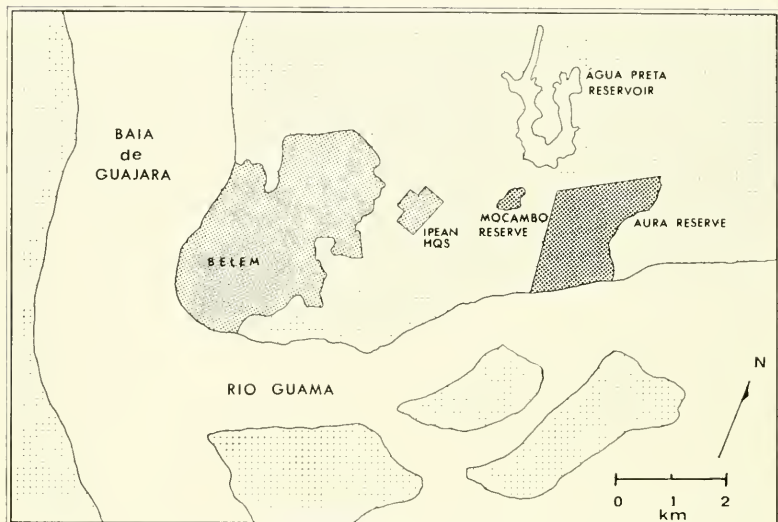 ÁGUA PRETA
RESERVOIR
BAIA
de
GUAJARA
MOCAMBO
RESERVE
IPEAN
HQS
AURA RESERVE
BELEM
N
RIO GUAMA
0 1 2
km